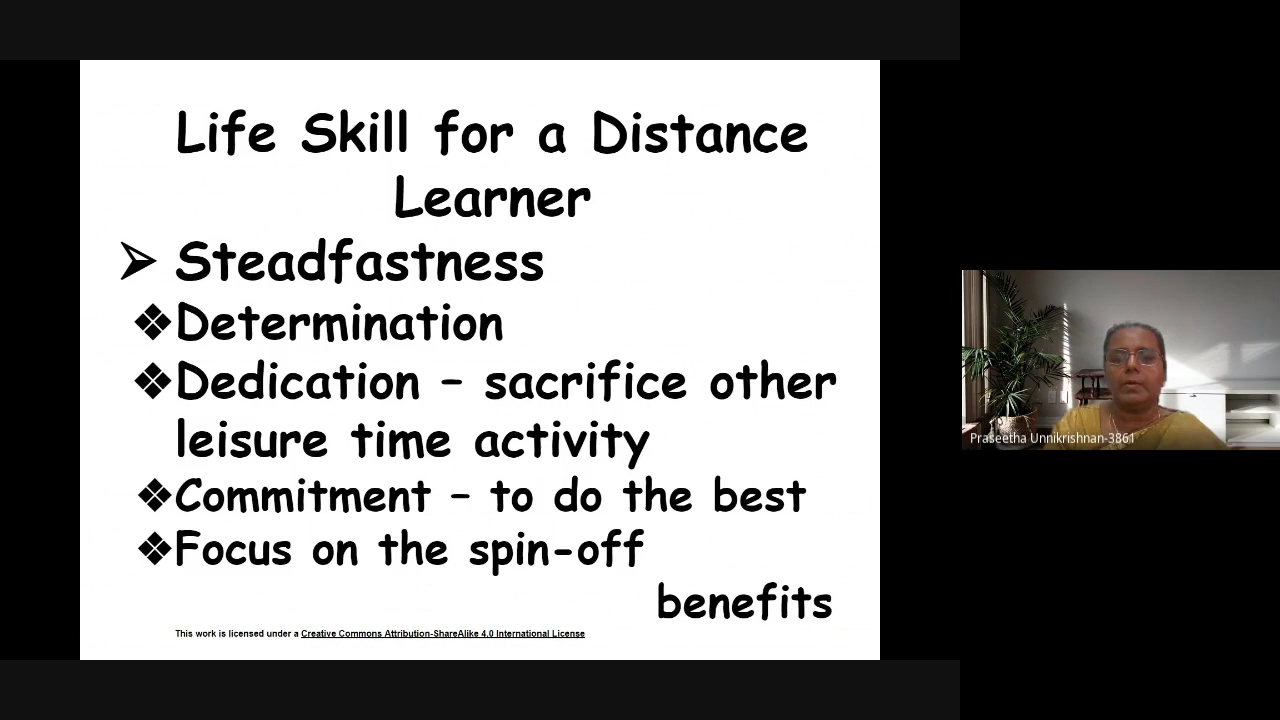 Life Skill for a Distance
Learner
➢ Steadfastness
❖Determination
❖Dedication – sacrifice other
leisure time activity
❖Commitment – to do the best
❖Focus on the spin-off
benefits
This work is licensed under a Creative Commons Attribution-ShareAlike 4.0 International License
Praseetha Unnikrishnan-3861